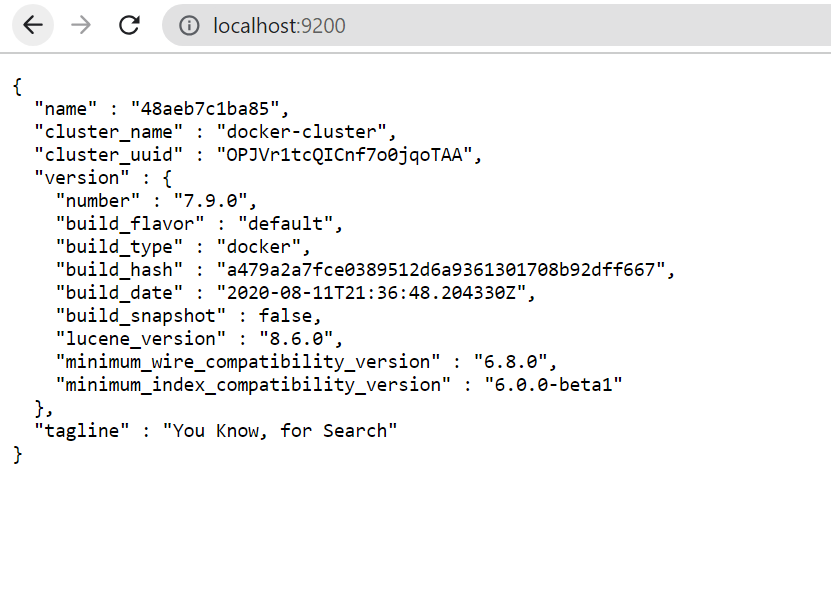 localhost:9200
{
  "name" : "48aeb7c1ba85",
  "cluster_name" : "docker-cluster",
  "cluster_uuid" : "OPJVr1tcQICnf7o0jqoTAA",
  "version" : {
    "number" : "7.9.0",
    "build_flavor" : "default",
    "build_type" : "docker",
    "build_hash" : "a479a2a7fce0389512d6a9361301708b92dff667",
    "build_date" : "2020-08-11T21:36:48.204330Z",
    "build_snapshot" : false,
    "lucene_version" : "8.6.0",
    "minimum_wire_compatibility_version" : "6.8.0",
    "minimum_index_compatibility_version" : "6.0.0-beta1"
  },
  "tagline" : "You Know, for Search"
}